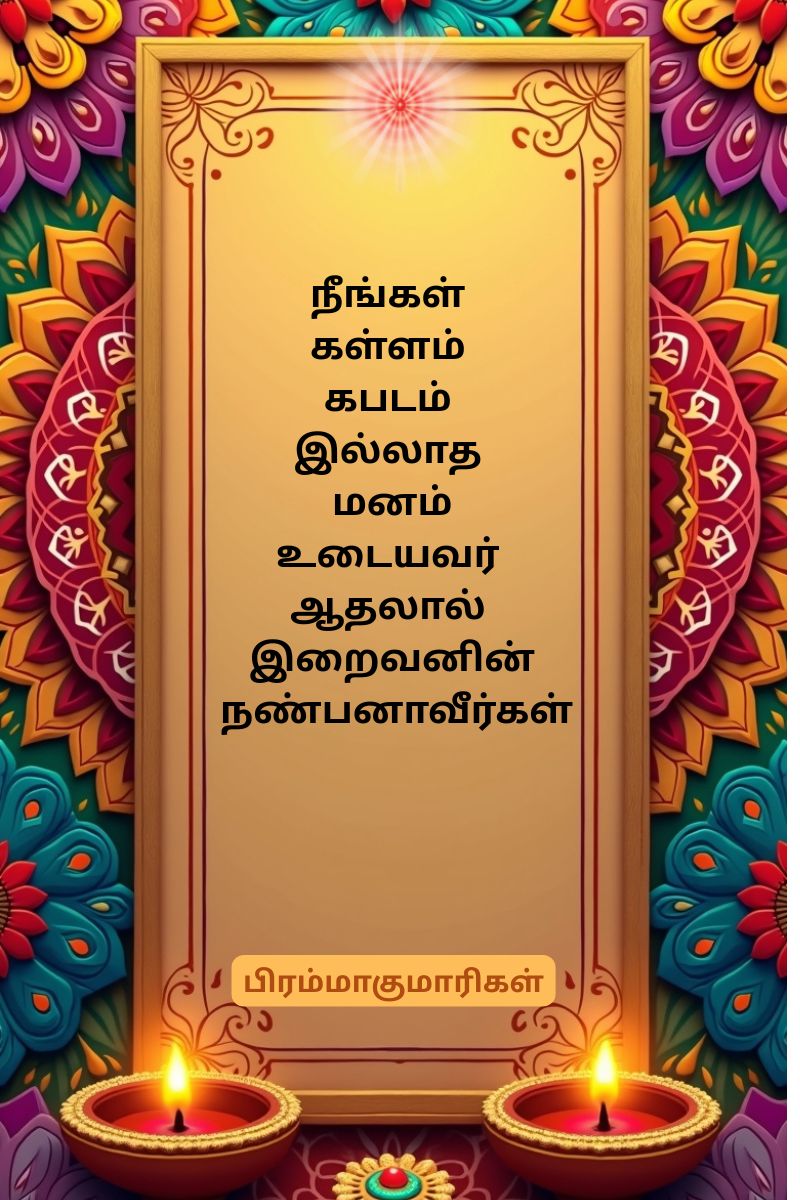 நீங்கள்
கள்ளம்
கபடம்
இல்லாத
மனம்
உடையவர்
ஆதலால்
இறைவனின்
நண்பனாவீர்கள்
பிரம்மாகுமாரிகள்